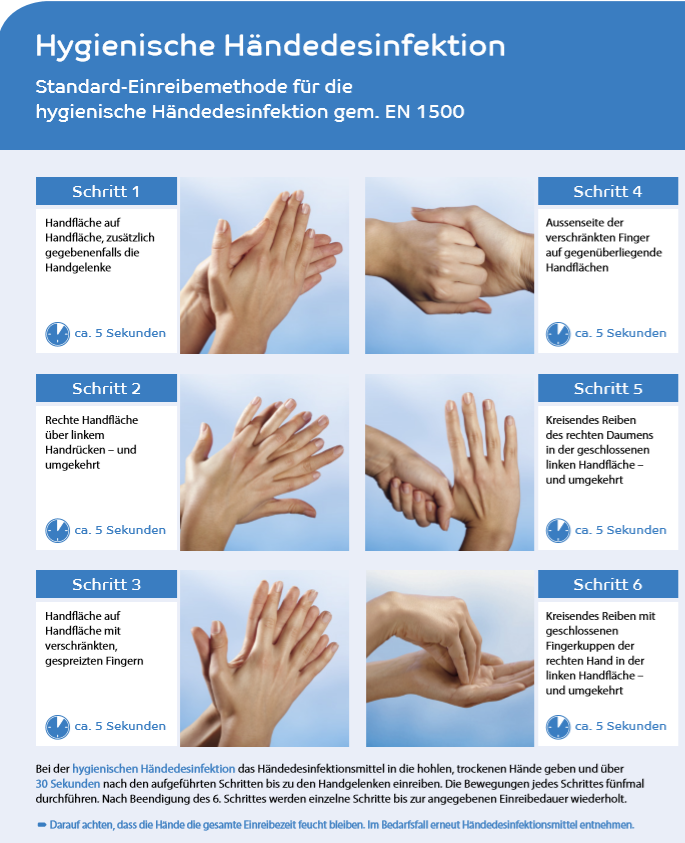 Hygienische Händedesinfektion
Standard-Einreibemethode für die
hygienische Händedesinfektion gem. EN 1500
Schritt 1
Handfläche auf
Handfläche, zusätzlich
gegebenenfalls die
Handgelenke
ca. 5 Sekunden
Schritt 2
Rechte Handfläche
über linkem
Handrücken – und
umgekehrt
ca. 5 Sekunden
Schritt 3
Handfläche auf
Handfläche mit
verschränkten,
gespreizten Fingern
ca. 5 Sekunden
Schritt 4
Aussenseite der
verschränkten Finger
auf gegenüberliegende
Handflächen
ca. 5 Sekunden
Schritt 5
Kreisendes Reiben
des rechten Daumens
in der geschlossenen
linken Handfläche –
und umgekehrt
ca. 5 Sekunden
Schritt 6
Kreisendes Reiben mit
geschlossenen
Fingerkuppen der
rechten Hand in der
linken Handfläche –
und umgekehrt
ca. 5 Sekunden
Bei der hygienischen Händedesinfektion das Händedesinfektionsmittel in die hohlen, trockenen Hände geben und über
30 Sekunden nach den aufgeführten Schritten bis zu den Handgelenken einreiben. Die Bewegungen jedes Schrittes fünfmal
durchführen. Nach Beendigung des 6. Schrittes werden einzelne Schritte bis zur angegebenen Einreibedauer wiederholt.
➨ Darauf achten, dass die Hände die gesamte Einreibezeit feucht bleiben. Im Bedarfsfall erneut Händedesinfektionsmittel entnehmen.